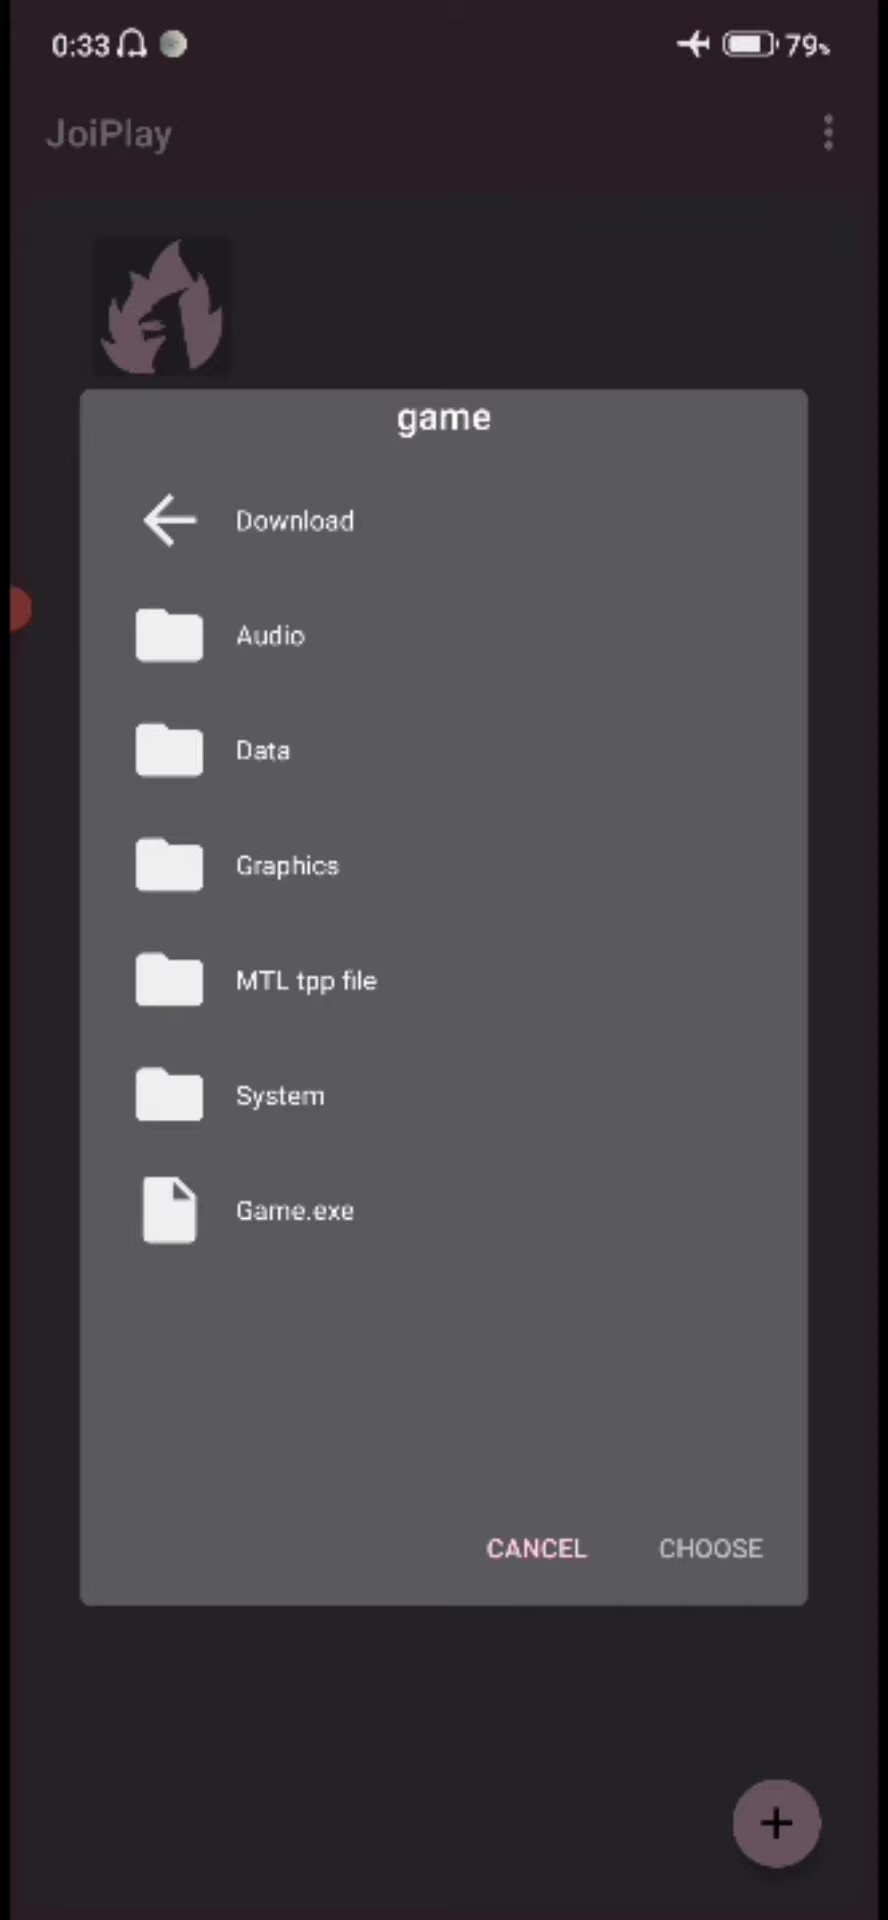 0:33
79%
JoiPlay
game
Download
Audio
Data
Graphics
MTL tpp file
System
Game.exe
CANCEL
CHOOSE